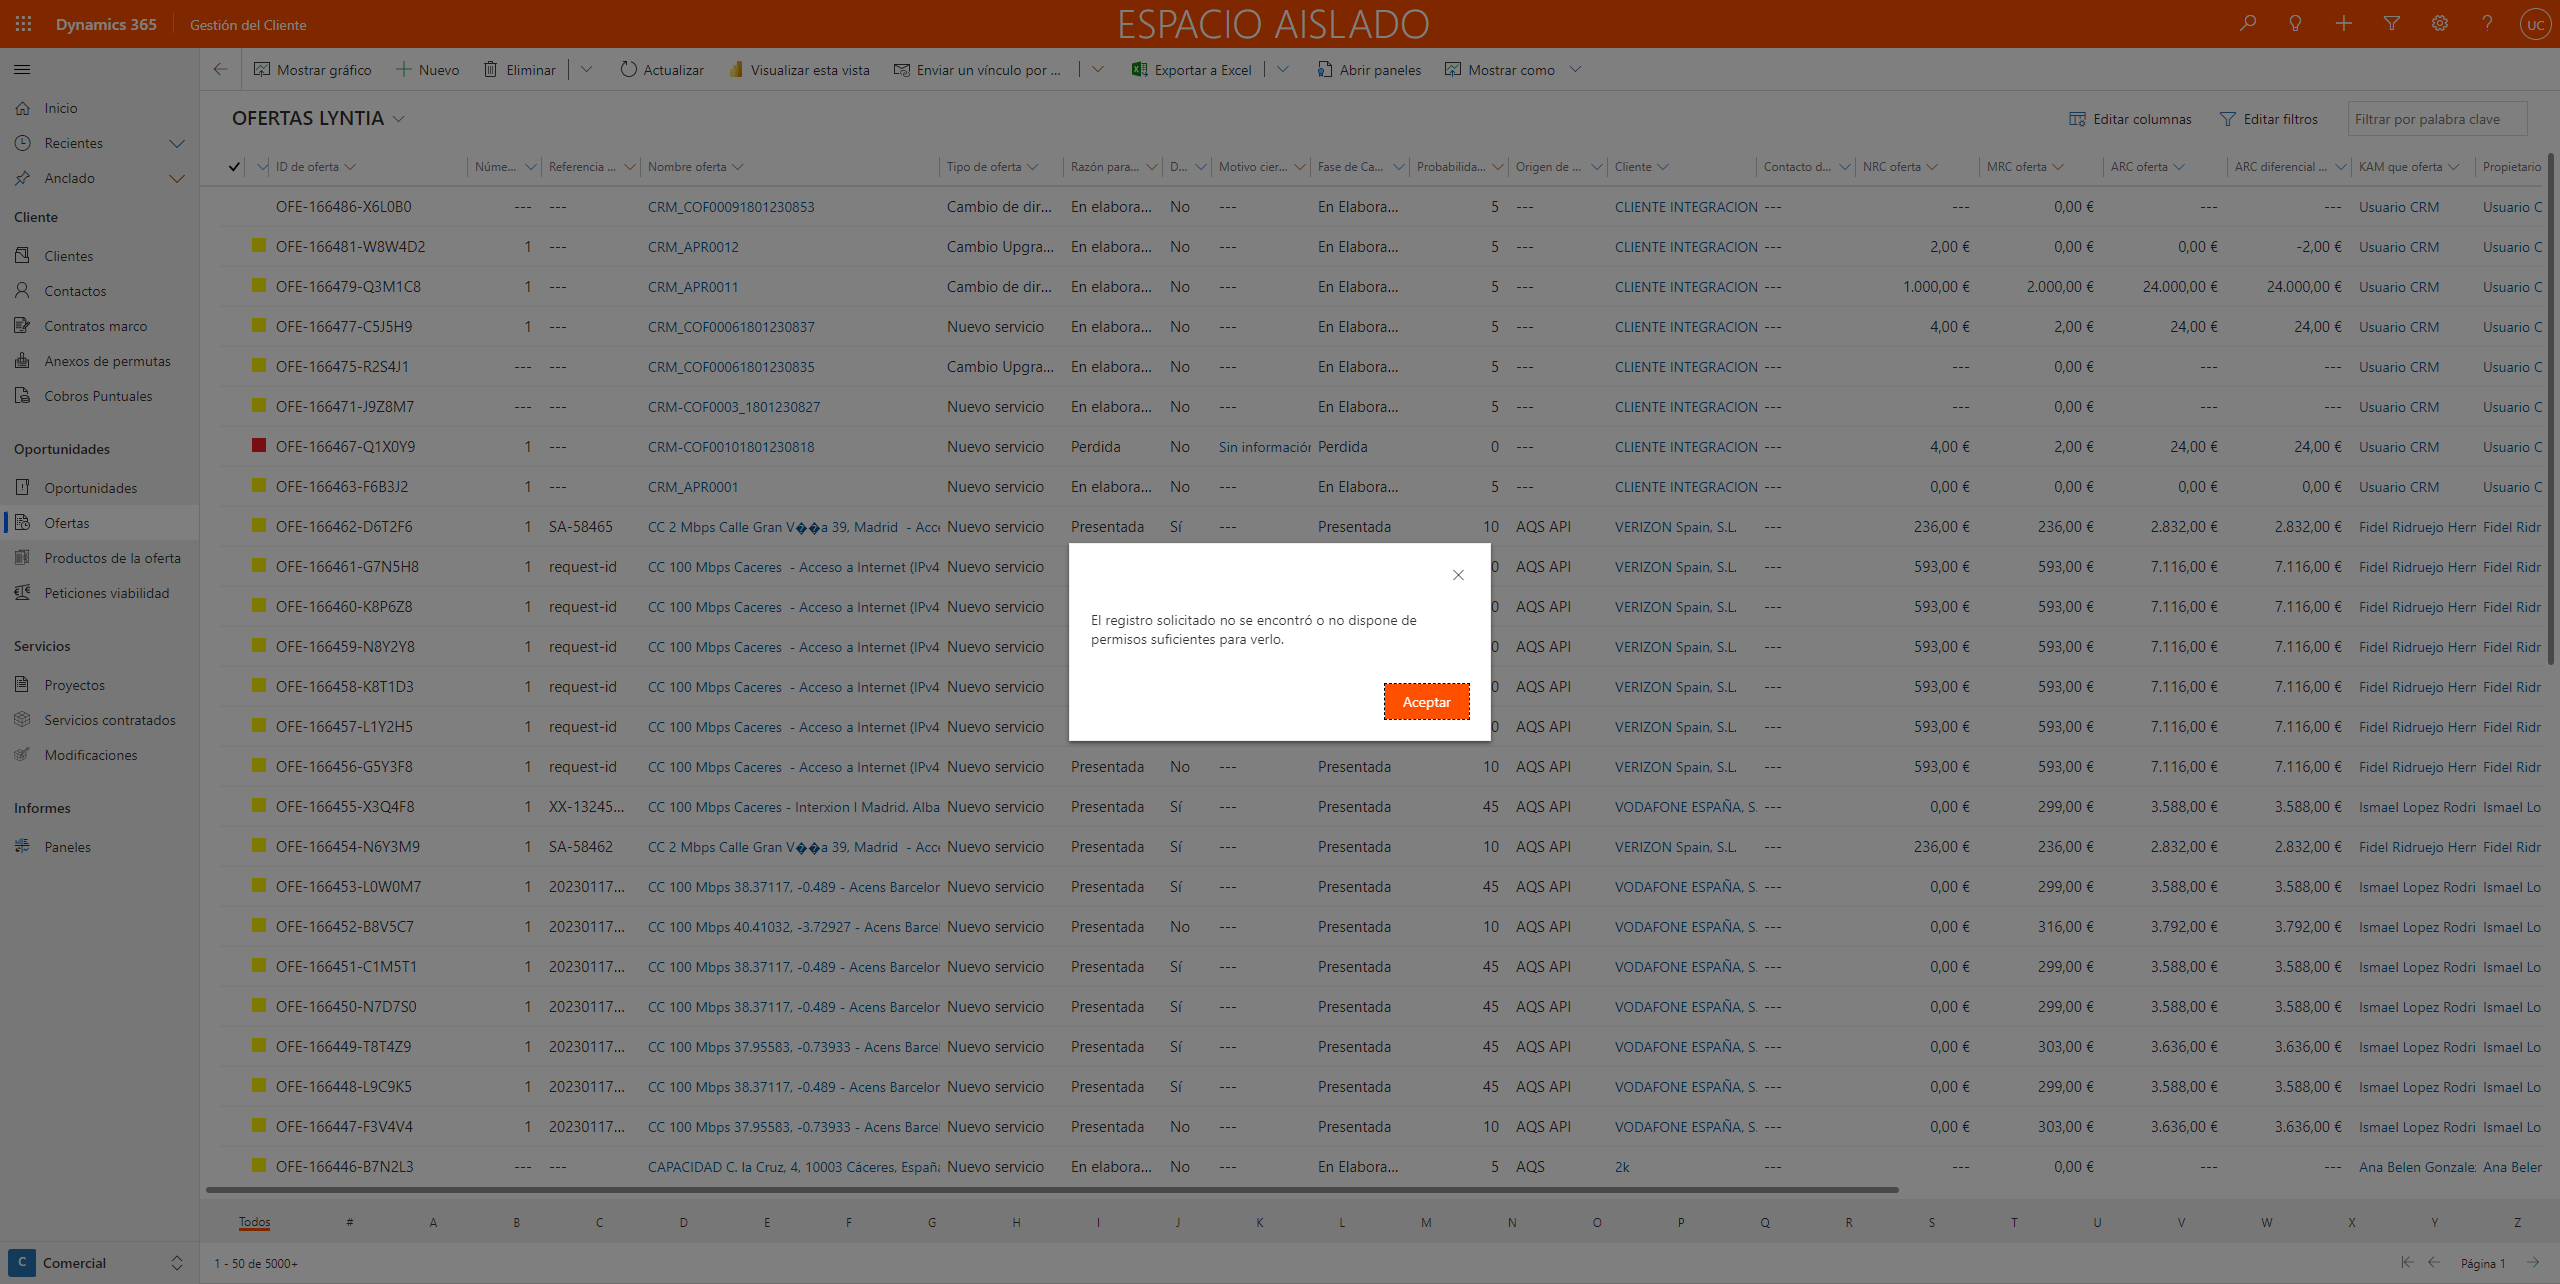 Dynamics 365 Gestión del Cliente ESPACIO AISLADO UC
Mostrar gráfico Nuevo Eliminar Actualizar Visualizar esta vista Enviar un vínculo por ... Exportar a Excel Abrir paneles Mostrar como
Inicio
Recientes
Anclado
Cliente
Clientes
Contactos
Contratos marco
Anexos de permutas
Cobros Puntuales
Oportunidades
Oportunidades
Ofertas
Productos de la oferta
Peticiones viabilidad
Servicios
Proyectos
Servicios contratados
Modificaciones
Informes
Paneles
C Comercial
OFERTAS LYNTIA Editar columnas Editar filtros Filtrar por palabra clave
ID de oferta Núme... Referencia ... Nombre oferta Tipo de oferta Razón para... D... Motivo cier... Fase de Ca... Probabilida... Origen de ... Cliente Contacto d... NRC oferta MRC oferta ARC oferta ARC diferencial ... KAM que oferta Propietario
OFE-166486-X6L0B0 --- --- CRM_COF00091801230853 Cambio de dir... En elabora... No --- En Elabora... 5 --- CLIENTE INTEGRACION --- --- 0,00 € --- --- Usuario CRM Usuario C
OFE-166481-W8W4D2 1 --- CRM_APR0012 Cambio Upgra... En elabora... No --- En Elabora... 5 --- CLIENTE INTEGRACION --- 2,00 € 0,00 € 0,00 € -2,00 € Usuario CRM Usuario C
OFE-166479-Q3M1C8 1 --- CRM_APR0011 Cambio de dir... En elabora... No --- En Elabora... 5 --- CLIENTE INTEGRACION --- 1.000,00 € 2.000,00 € 24.000,00 € 24.000,00 € Usuario CRM Usuario C
OFE-166477-C5J5H9 1 --- CRM_COF00061801230837 Nuevo servicio En elabora... No --- En Elabora... 5 --- CLIENTE INTEGRACION --- 4,00 € 2,00 € 24,00 € 24,00 € Usuario CRM Usuario C
OFE-166475-R2S4J1 --- --- CRM_COF00061801230835 Cambio Upgra... En elabora... No --- En Elabora... 5 --- CLIENTE INTEGRACION --- --- 0,00 € --- --- Usuario CRM Usuario C
OFE-166471-J9Z8M7 --- --- CRM-COF0003_1801230827 Nuevo servicio En elabora... No --- En Elabora... 5 --- CLIENTE INTEGRACION --- --- 0,00 € --- --- Usuario CRM Usuario C
OFE-166467-Q1X0Y9 1 --- CRM-COF00101801230818 Nuevo servicio Perdida No Sin información Perdida 0 --- CLIENTE INTEGRACION --- 4,00 € 2,00 € 24,00 € 24,00 € Usuario CRM Usuario C
OFE-166463-F6B3J2 1 --- CRM_APR0001 Nuevo servicio En elabora... No --- En Elabora... 5 --- CLIENTE INTEGRACION --- 0,00 € 0,00 € 0,00 € 0,00 € Usuario CRM Usuario C
OFE-166462-D6T2F6 1 SA-58465 CC 2 Mbps Calle Gran V��a 39, Madrid - Acce Nuevo servicio Presentada Sí --- Presentada 10 AQS API VERIZON Spain, S.L. --- 236,00 € 236,00 € 2.832,00 € 2.832,00 € Fidel Ridruejo Hern Fidel Ridr
OFE-166461-G7N5H8 1 request-id CC 100 Mbps Caceres - Acceso a Internet (IPv4 Nuevo servicio 0 AQS API VERIZON Spain, S.L. --- 593,00 € 593,00 € 7.116,00 € 7.116,00 € Fidel Ridruejo Hern Fidel Ridr
OFE-166460-K8P6Z8 1 request-id CC 100 Mbps Caceres - Acceso a Internet (IPv4 Nuevo servicio 0 AQS API VERIZON Spain, S.L. --- 593,00 € 593,00 € 7.116,00 € 7.116,00 € Fidel Ridruejo Hern Fidel Ridr
OFE-166459-N8Y2Y8 1 request-id CC 100 Mbps Caceres - Acceso a Internet (IPv4 Nuevo servicio 0 AQS API VERIZON Spain, S.L. --- 593,00 € 593,00 € 7.116,00 € 7.116,00 € Fidel Ridruejo Hern Fidel Ridr
OFE-166458-K8T1D3 1 request-id CC 100 Mbps Caceres - Acceso a Internet (IPv4 Nuevo servicio 0 AQS API VERIZON Spain, S.L. --- 593,00 € 593,00 € 7.116,00 € 7.116,00 € Fidel Ridruejo Hern Fidel Ridr
OFE-166457-L1Y2H5 1 request-id CC 100 Mbps Caceres - Acceso a Internet (IPv4 Nuevo servicio 0 AQS API VERIZON Spain, S.L. --- 593,00 € 593,00 € 7.116,00 € 7.116,00 € Fidel Ridruejo Hern Fidel Ridr
OFE-166456-G5Y3F8 1 request-id CC 100 Mbps Caceres - Acceso a Internet (IPv4 Nuevo servicio Presentada No --- Presentada 10 AQS API VERIZON Spain, S.L. --- 593,00 € 593,00 € 7.116,00 € 7.116,00 € Fidel Ridruejo Hern Fidel Ridr
OFE-166455-X3Q4F8 1 XX-13245... CC 100 Mbps Caceres - Interxion I Madrid. Alba Nuevo servicio Presentada Sí --- Presentada 45 AQS API VODAFONE ESPAÑA, S. --- 0,00 € 299,00 € 3.588,00 € 3.588,00 € Ismael Lopez Rodri Ismael Lo
OFE-166454-N6Y3M9 1 SA-58462 CC 2 Mbps Calle Gran V��a 39, Madrid - Acce Nuevo servicio Presentada Sí --- Presentada 10 AQS API VERIZON Spain, S.L. --- 236,00 € 236,00 € 2.832,00 € 2.832,00 € Fidel Ridruejo Hern Fidel Ridr
OFE-166453-L0W0M7 1 20230117... CC 100 Mbps 38.37117, -0.489 - Acens Barcelor Nuevo servicio Presentada Sí --- Presentada 45 AQS API VODAFONE ESPAÑA, S. --- 0,00 € 299,00 € 3.588,00 € 3.588,00 € Ismael Lopez Rodri Ismael Lo
OFE-166452-B8V5C7 1 20230117... CC 100 Mbps 40.41032, -3.72927 - Acens Barcel Nuevo servicio Presentada No --- Presentada 10 AQS API VODAFONE ESPAÑA, S. --- 0,00 € 316,00 € 3.792,00 € 3.792,00 € Ismael Lopez Rodri Ismael Lo
OFE-166451-C1M5T1 1 20230117... CC 100 Mbps 38.37117, -0.489 - Acens Barcelor Nuevo servicio Presentada Sí --- Presentada 45 AQS API VODAFONE ESPAÑA, S. --- 0,00 € 299,00 € 3.588,00 € 3.588,00 € Ismael Lopez Rodri Ismael Lo
OFE-166450-N7D7S0 1 20230117... CC 100 Mbps 38.37117, -0.489 - Acens Barcelor Nuevo servicio Presentada Sí --- Presentada 45 AQS API VODAFONE ESPAÑA, S. --- 0,00 € 299,00 € 3.588,00 € 3.588,00 € Ismael Lopez Rodri Ismael Lo
OFE-166449-T8T4Z9 1 20230117... CC 100 Mbps 37.95583, -0.73933 - Acens Barcel Nuevo servicio Presentada Sí --- Presentada 45 AQS API VODAFONE ESPAÑA, S. --- 0,00 € 303,00 € 3.636,00 € 3.636,00 € Ismael Lopez Rodri Ismael Lo
OFE-166448-L9C9K5 1 20230117... CC 100 Mbps 38.37117, -0.489 - Acens Barcelor Nuevo servicio Presentada Sí --- Presentada 45 AQS API VODAFONE ESPAÑA, S. --- 0,00 € 299,00 € 3.588,00 € 3.588,00 € Ismael Lopez Rodri Ismael Lo
OFE-166447-F3V4V4 1 20230117... CC 100 Mbps 37.95583, -0.73933 - Acens Barcel Nuevo servicio Presentada No --- Presentada 10 AQS API VODAFONE ESPAÑA, S. --- 0,00 € 303,00 € 3.636,00 € 3.636,00 € Ismael Lopez Rodri Ismael Lo
OFE-166446-B7N2L3 --- --- CAPACIDAD C. la Cruz, 4, 10003 Cáceres, España Nuevo servicio En elabora... No --- En Elabora... 5 AQS 2k --- --- 0,00 € --- --- Ana Belen Gonzale: Ana Beler
El registro solicitado no se encontró o no dispone de
permisos suficientes para verlo.
Aceptar
Todos # A B C D E F G H I J K L M N O P Q R S T U V W X Y Z
1 - 50 de 5000+ Página 1